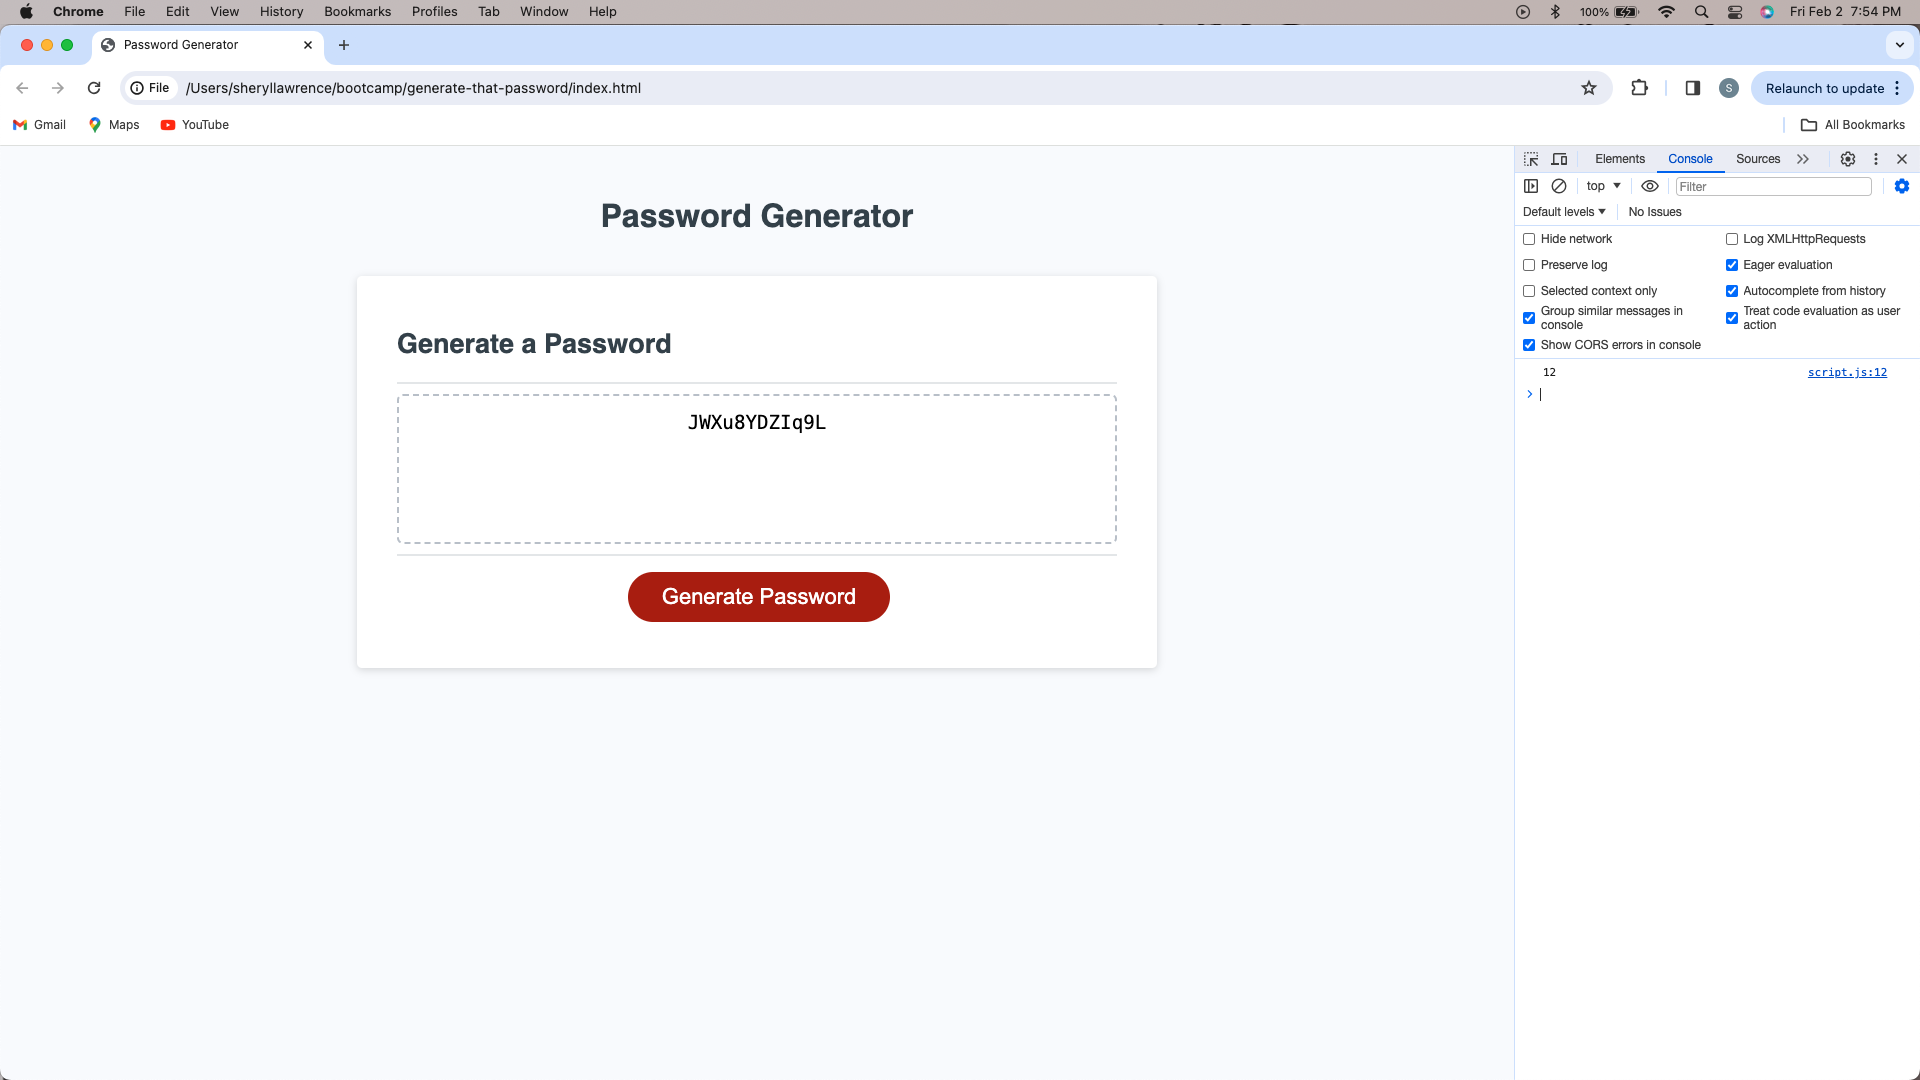 Chrome File Edit View History Bookmarks Profiles Tab Window Help 100% Fri Feb 2 7:54 PM
Password Generator
File /Users/sheryllawrence/bootcamp/generate-that-password/index.html S Relaunch to update
Gmail Maps YouTube All Bookmarks
Elements Console Sources
top Filter
Default levels No Issues
Hide network Log XMLHttpRequests
Preserve log Eager evaluation
Selected context only Autocomplete from history
Group similar messages in console
Treat code evaluation as user action
Show CORS errors in console
12 script.js:12
Password Generator
Generate a Password
JWXu8YDZIq9L
Generate Password